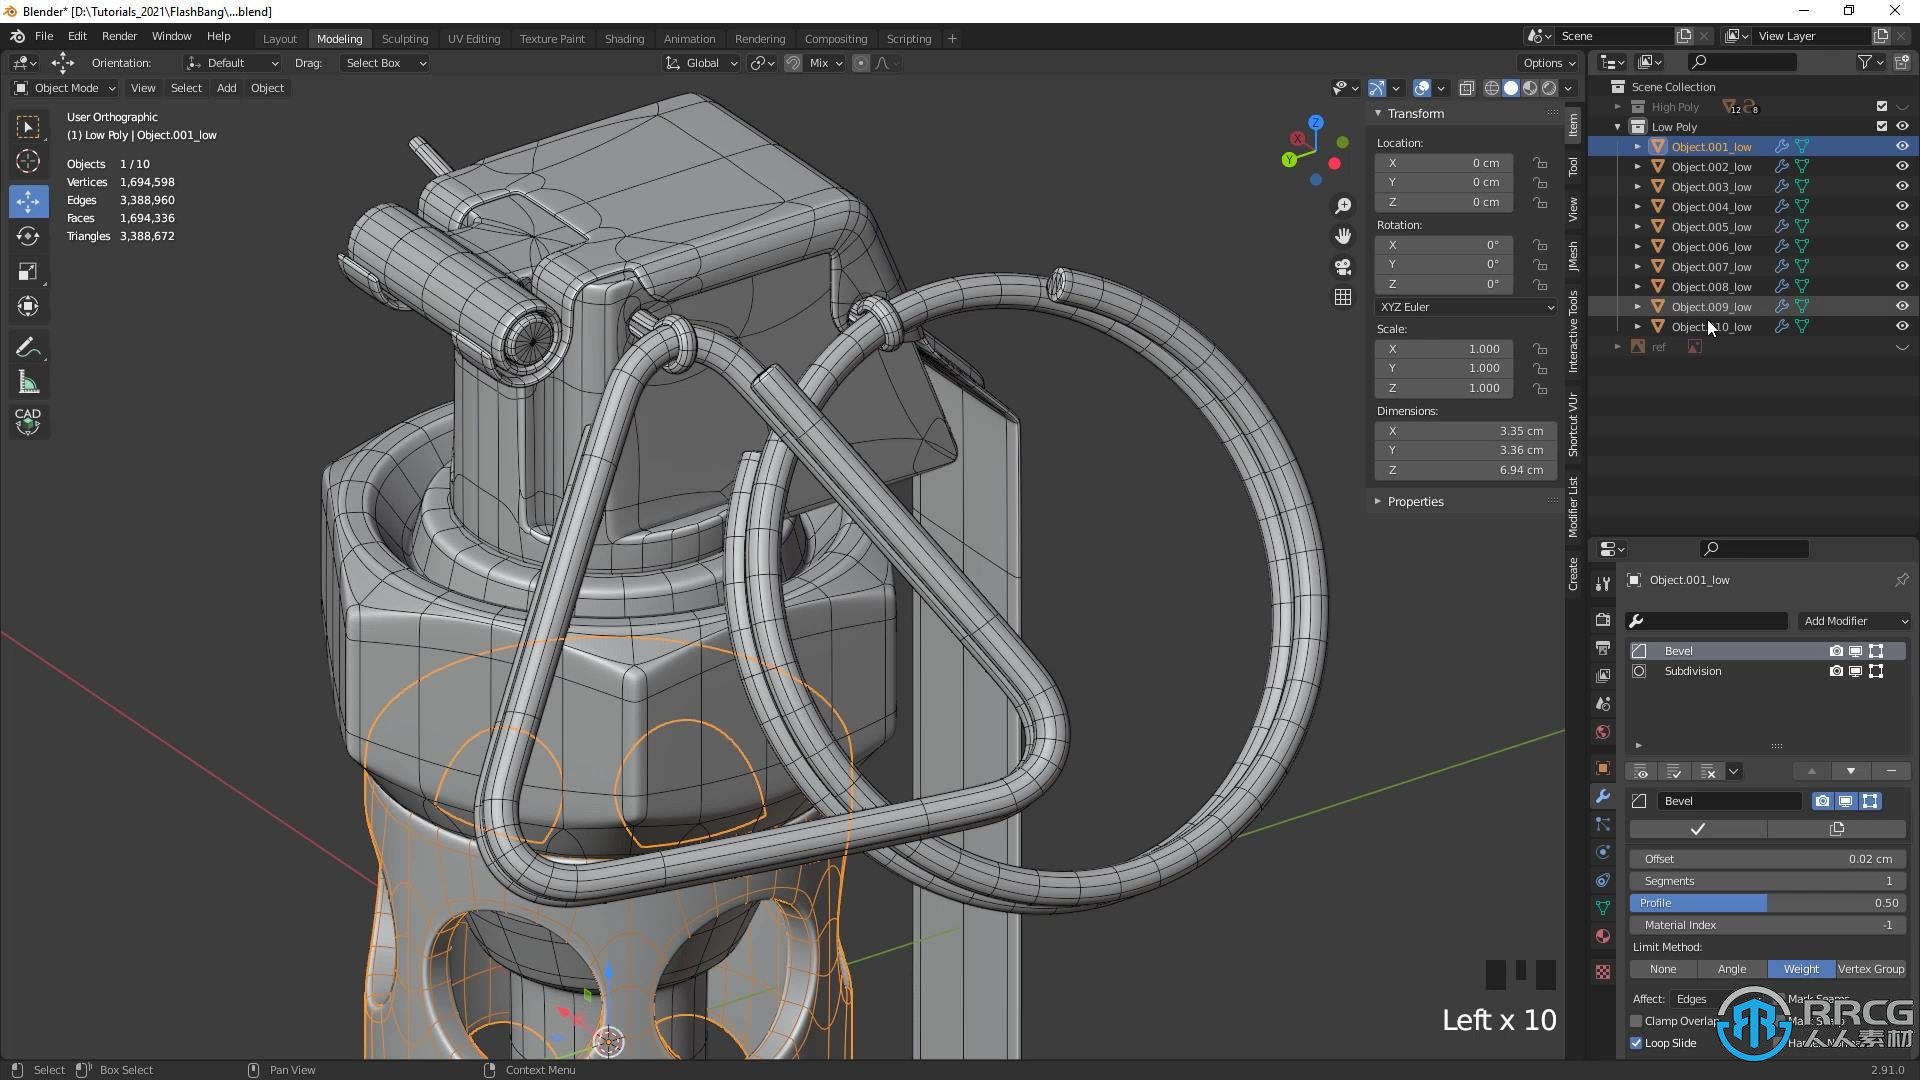 Blender* [D:\Tutorials_2021\FlashBang\...blend]
File Edit Render Window Help
Layout Modeling Sculpting UV Editing Texture Paint Shading Animation Rendering Compositing Scripting +
Scene
View Layer
Orientation: Default Drag: Select Box
Global Mix
Options
Object Mode View Select Add Object
User Orthographic
(1) Low Poly | Object.001_low
Objects 1 / 10
Vertices 1,694,598
Edges 3,388,960
Faces 1,694,336
Triangles 3,388,672
CAD
Z
X
Y
Transform
Location:
X 0 cm
Y 0 cm
Z 0 cm
Rotation:
X 0°
Y 0°
Z 0°
XYZ Euler
Scale:
X 1.000
Y 1.000
Z 1.000
Dimensions:
X 3.35 cm
Y 3.36 cm
Z 6.94 cm
Properties
Item
Tool
View
JMesh
Interactive Tools
Shortcut VUr
Modifier List
Create
Scene Collection
High Poly 12 8
Low Poly
Object.001_low
Object.002_low
Object.003_low
Object.004_low
Object.005_low
Object.006_low
Object.007_low
Object.008_low
Object.009_low
ref
Object.001_low
Add Modifier
Bevel
Subdivision
Bevel
Offset 0.02 cm
Segments 1
Profile 0.50
Material Index -1
Limit Method:
None Angle Weight Vertex Group
Affect: Edges
Clamp Overlap
Loop Slide
RRCG
人人素材
Left x 10
Select Box Select Pan View Context Menu
2.91.0